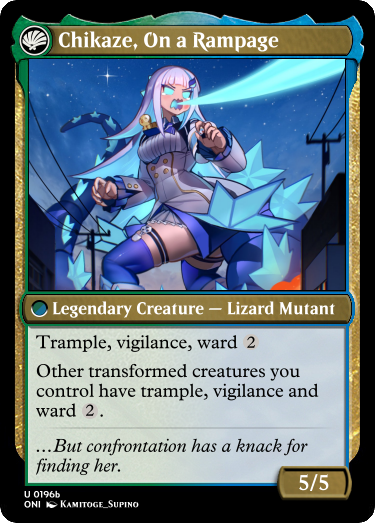 Chikaze, On a Rampage
Legendary Creature — Lizard Mutant
Trample, vigilance, ward 2
Other transformed creatures you
control have trample, vigilance and
ward 2 .
…But confrontation has a knack for
finding her.
5/5
U 0196b
ONI Kamitoge_Supino